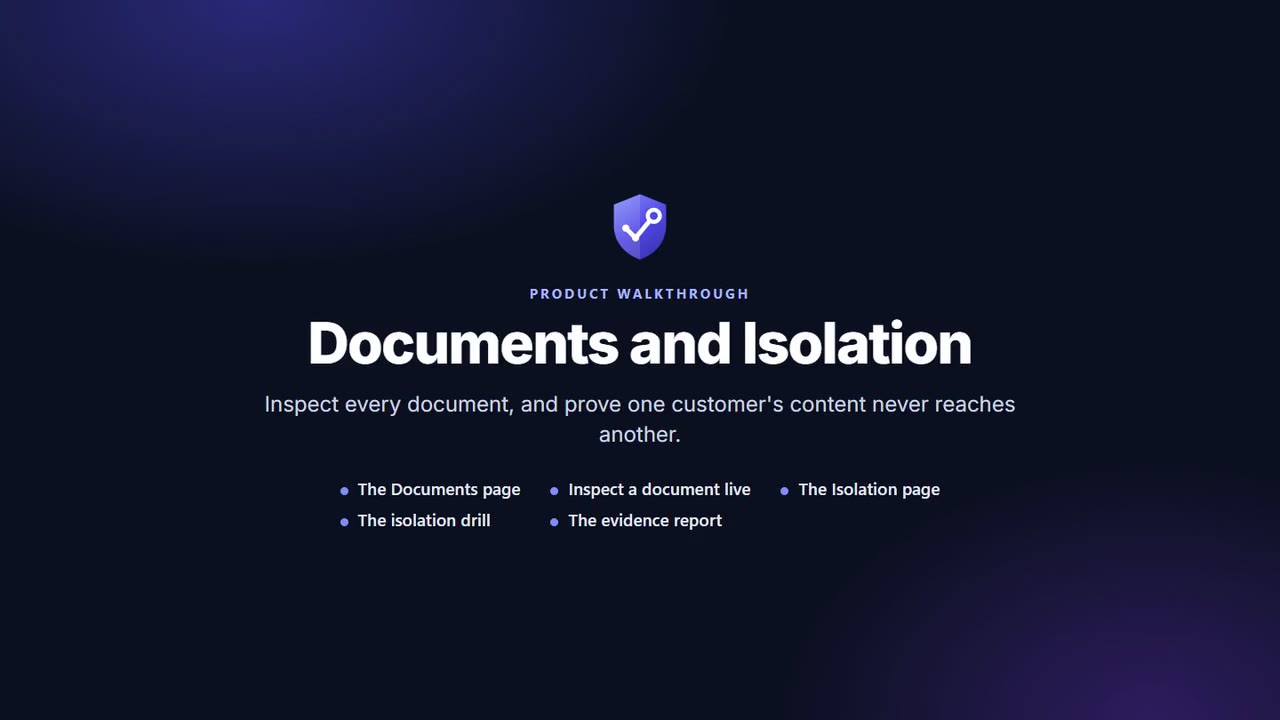 PRODUCT WALKTHROUGH
Documents and Isolation
Inspect every document, and prove one customer's content never reaches
another.
The Documents page
Inspect a document live
The Isolation page
The isolation drill
The evidence report